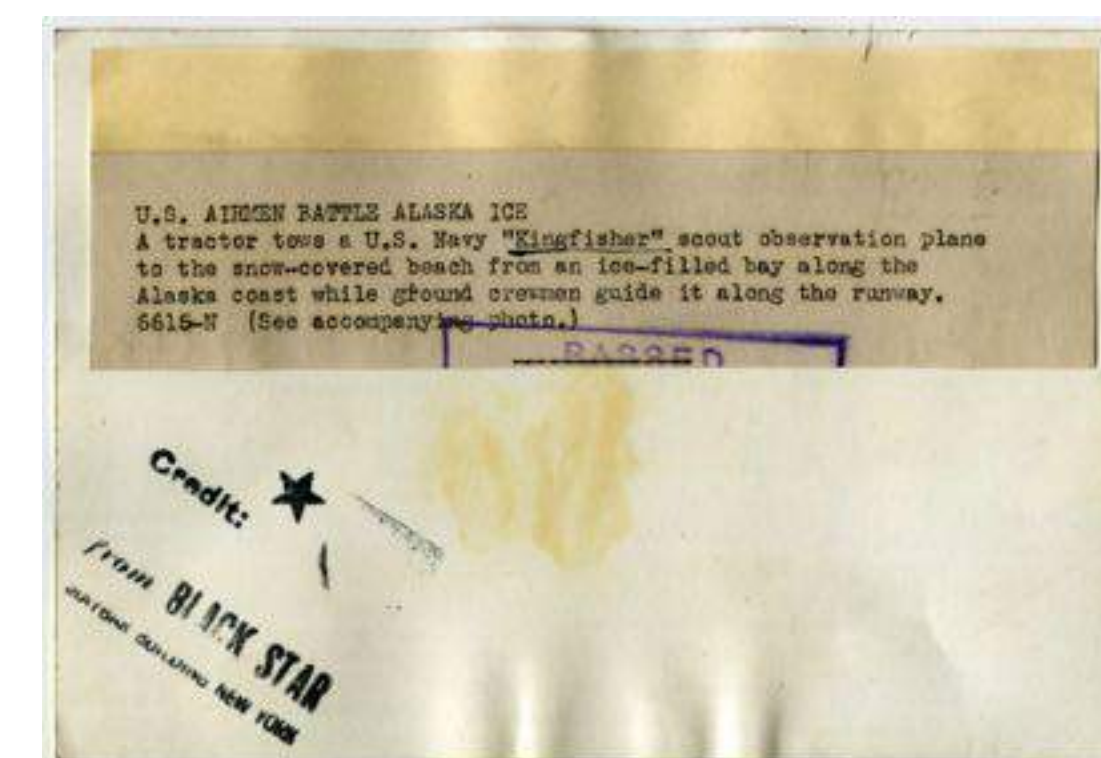 U.S. AIRMEN BATTLE ALASKA ICE
A tractor tows a U.S. Navy "Kingfisher" scout observation plane
to the snow-covered beach from an ice-filled bay along the
Alaska coast while ground crewmen guide it along the runway.
6615-N (See accompanying photo.)
PASSED
Credit:
from BLACK STAR
BUILDING NEW YORK